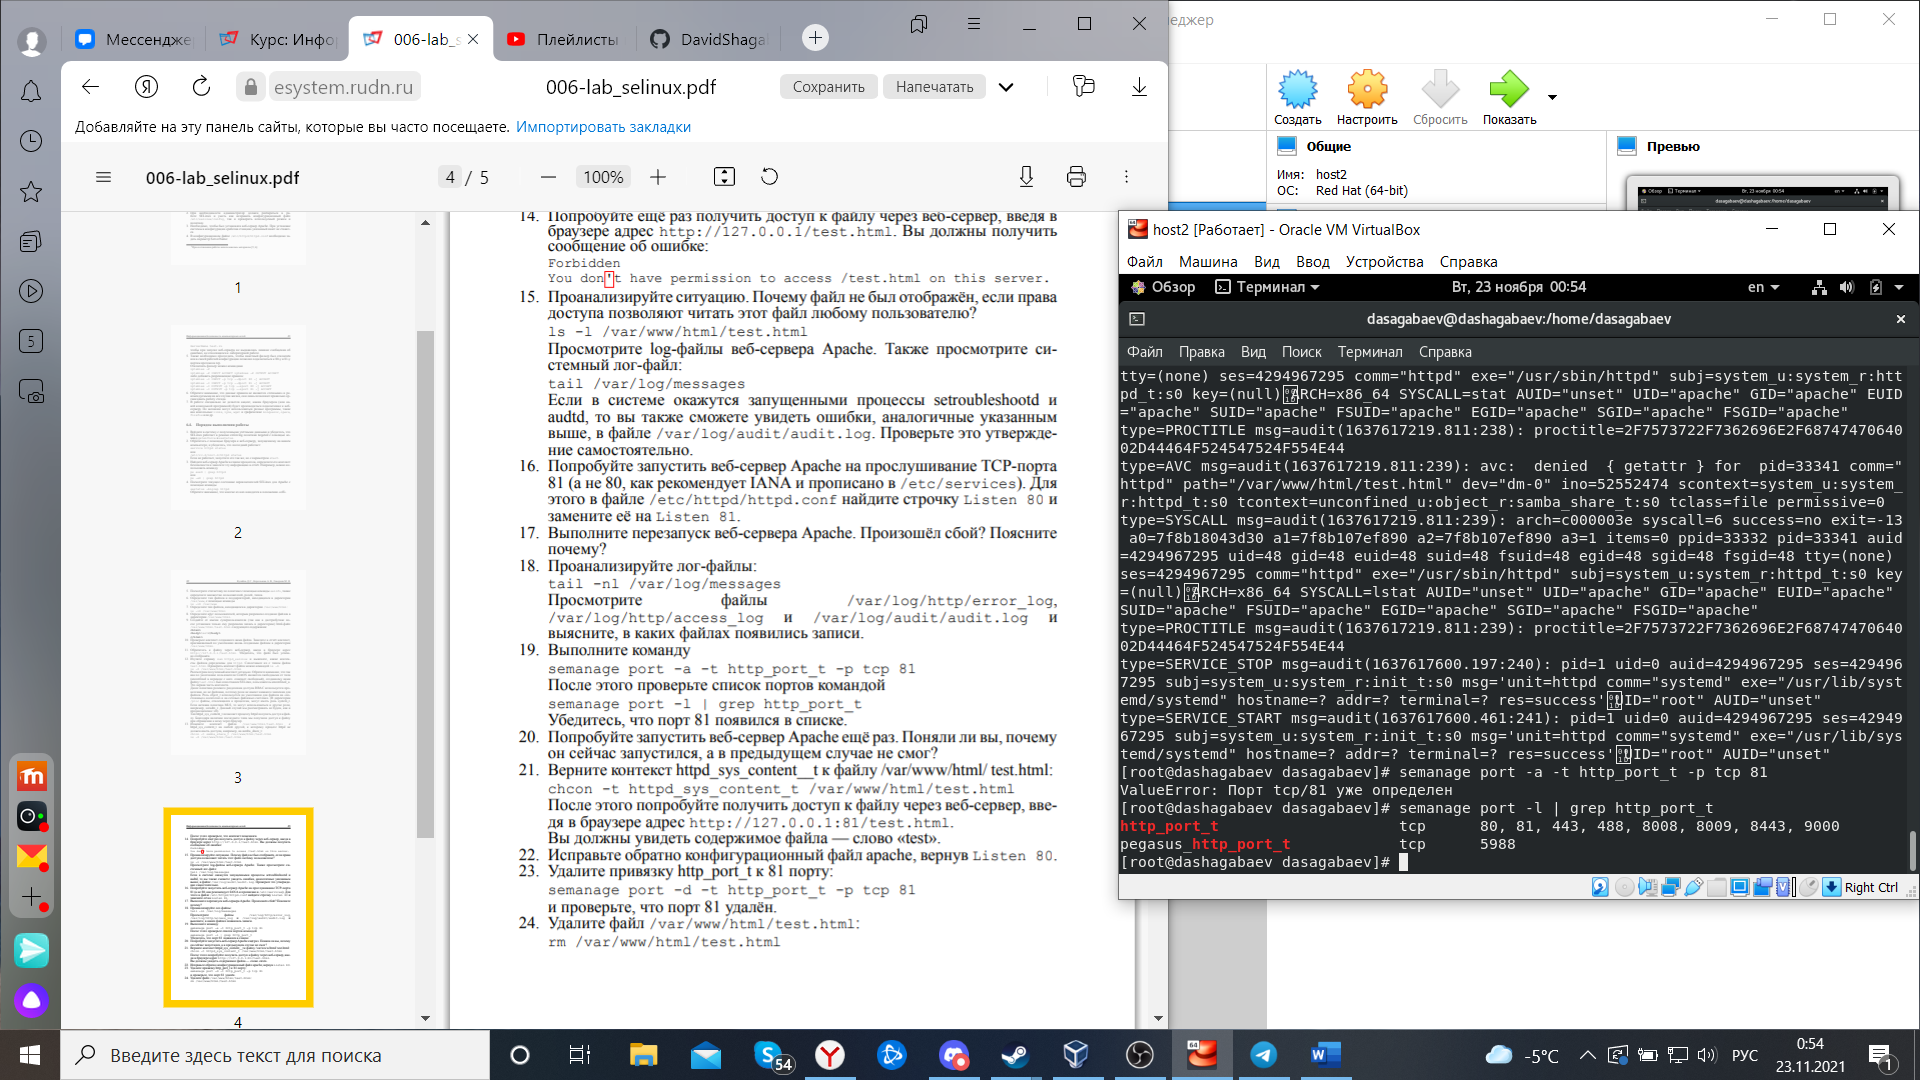 Мессендже
Курс: Инфо
006-lab_s
Плейлисты
DavidShaga
неджер
esystem.rudn.ru
006-lab_selinux.pdf
Сохранить
Напечатать
Добавляйте на эту панель сайты, которые вы часто посещаете. Импортировать закладки
006-lab_selinux.pdf
4 / 5
100%
Создать
Настроить
Сбросить
Показать
Общие
Имя: host2
ОС: Red Hat (64-bit)
Превью
1
2
3
4
5
14. Попробуйте ещё раз получить доступ к файлу через веб-сервер, введя в
браузере адрес http://127.0.0.1/test.html. Вы должны получить
сообщение об ошибке:
Forbidden
You don't have permission to access /test.html on this server.
15. Проанализируйте ситуацию. Почему файл не был отображён, если права
доступа позволяют читать этот файл любому пользователю?
ls -l /var/www/html/test.html
Просмотрите log-файлы веб-сервера Apache. Также просмотрите си-
стемный лог-файл:
tail /var/log/messages
Если в системе окажутся запущенными процессы setroubleshootd и
audtd, то вы также сможете увидеть ошибки, аналогичные указанным
выше, в файле /var/log/audit/audit.log. Проверьте это утвержде-
ние самостоятельно.
16. Попробуйте запустить веб-сервер Apache на прослушивание TCP-порта
81 (а не 80, как рекомендует IANA и прописано в /etc/services). Для
этого в файле /etc/httpd/httpd.conf найдите строчку Listen 80 и
замените её на Listen 81.
17. Выполните перезапуск веб-сервера Apache. Произошёл сбой? Поясните
почему?
18. Проанализируйте лог-файлы:
tail -nl /var/log/messages
Просмотрите файлы /var/log/http/error_log,
/var/log/http/access_log и /var/log/audit/audit.log и
выясните, в каких файлах появились записи.
19. Выполните команду
semanage port -a -t http_port_t -p tcp 81
После этого проверьте список портов командой
semanage port -l | grep http_port_t
Убедитесь, что порт 81 появился в списке.
20. Попробуйте запустить веб-сервер Apache ещё раз. Поняли ли вы, почему
он сейчас запустился, а в предыдущем случае не смог?
21. Верните контекст httpd_sys_content__t к файлу /var/www/html/ test.html:
chcon -t httpd_sys_content_t /var/www/html/test.html
После этого попробуйте получить доступ к файлу через веб-сервер, вве-
дя в браузере адрес http://127.0.0.1:81/test.html.
Вы должны увидеть содержимое файла — слово «test».
22. Исправьте обратно конфигурационный файл apache, вернув Listen 80.
23. Удалите привязку http_port_t к 81 порту:
semanage port -d -t http_port_t -p tcp 81
и проверьте, что порт 81 удалён.
24. Удалите файл /var/www/html/test.html:
rm /var/www/html/test.html
host2 [Работает] - Oracle VM VirtualBox
Файл Машина Вид Ввод Устройства Справка
Обзор Терминал Вт, 23 ноября 00:54 en
dasagabaev@dashagabaev:/home/dasagabaev
Файл Правка Вид Поиск Терминал Справка
tty=(none) ses=4294967295 comm="httpd" exe="/usr/sbin/httpd" subj=system_u:system_r:htt
pd_t:s0 key=(null)ARCH=x86_64 SYSCALL=stat AUID="unset" UID="apache" GID="apache" EUID
="apache" SUID="apache" FSUID="apache" EGID="apache" SGID="apache" FSGID="apache"
type=PROCTITLE msg=audit(1637617219.811:238): proctitle=2F7573722F7362696E2F68747470640
02D44464F524547524F554E44
type=AVC msg=audit(1637617219.811:239): avc:  denied  { getattr } for  pid=33341 comm="
httpd" path="/var/www/html/test.html" dev="dm-0" ino=52552474 scontext=system_u:system_
r:httpd_t:s0 tcontext=unconfined_u:object_r:samba_share_t:s0 tclass=file permissive=0
type=SYSCALL msg=audit(1637617219.811:239): arch=c000003e syscall=6 success=no exit=-13
a0=7f8b18043d30 a1=7f8b107ef890 a2=7f8b107ef890 a3=1 items=0 ppid=33332 pid=33341 auid
=4294967295 uid=48 gid=48 euid=48 suid=48 fsuid=48 egid=48 sgid=48 fsgid=48 tty=(none)
ses=4294967295 comm="httpd" exe="/usr/sbin/httpd" subj=system_u:system_r:httpd_t:s0 key
=(null)ARCH=x86_64 SYSCALL=lstat AUID="unset" UID="apache" GID="apache" EUID="apache"
SUID="apache" FSUID="apache" EGID="apache" SGID="apache" FSGID="apache"
type=PROCTITLE msg=audit(1637617219.811:239): proctitle=2F7573722F7362696E2F68747470640
02D44464F524547524F554E44
type=SERVICE_STOP msg=audit(1637617600.197:240): pid=1 uid=0 auid=4294967295 ses=429496
7295 subj=system_u:system_r:init_t:s0 msg='unit=httpd comm="systemd" exe="/usr/lib/syst
emd/systemd" hostname=? addr=? terminal=? res=success'UID="root" AUID="unset"
type=SERVICE_START msg=audit(1637617600.461:241): pid=1 uid=0 auid=4294967295 ses=42949
67295 subj=system_u:system_r:init_t:s0 msg='unit=httpd comm="systemd" exe="/usr/lib/sys
temd/systemd" hostname=? addr=? terminal=? res=success'UID="root" AUID="unset"
[root@dashagabaev dasagabaev]# semanage port -a -t http_port_t -p tcp 81
ValueError: Порт tcp/81 уже определен
[root@dashagabaev dasagabaev]# semanage port -l | grep http_port_t
http_port_t tcp 80, 81, 443, 488, 8008, 8009, 8443, 9000
pegasus_http_port_t tcp 5988
[root@dashagabaev dasagabaev]#
Right Ctrl
Введите здесь текст для поиска
54
-5°C
РУС
0:54
23.11.2021
1